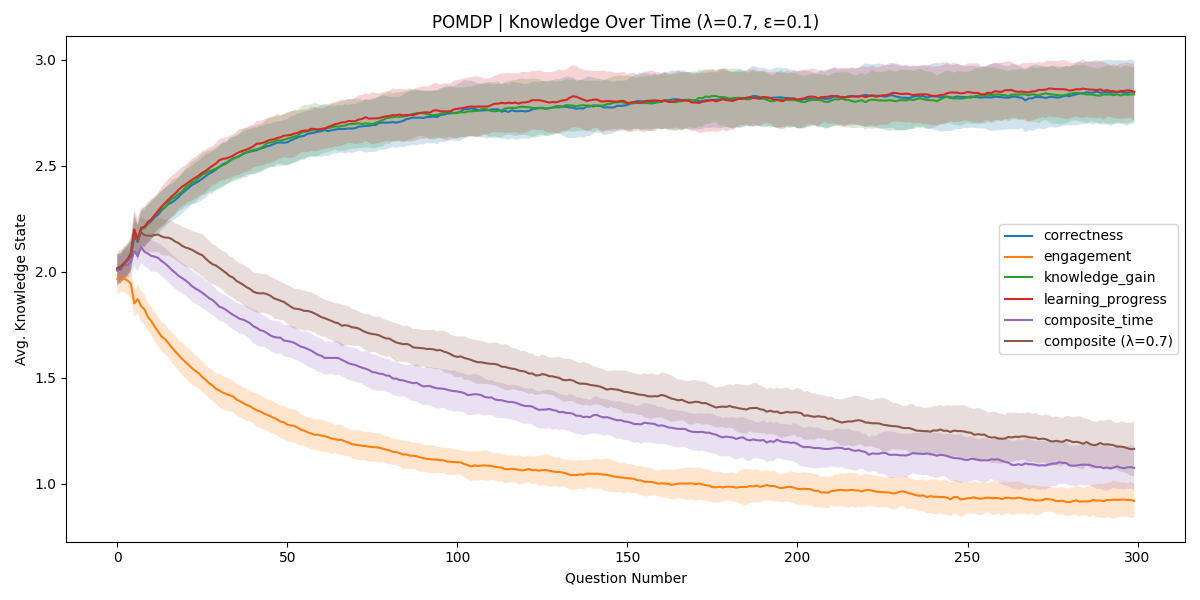 POMDP | Knowledge Over Time (λ=0.7, ε=0.1)
Avg. Knowledge State
3.0
2.5
2.0
1.5
1.0
correctness
engagement
knowledge_gain
learning_progress
composite_time
composite (λ=0.7)
0
50
100
150
200
250
300
Question Number